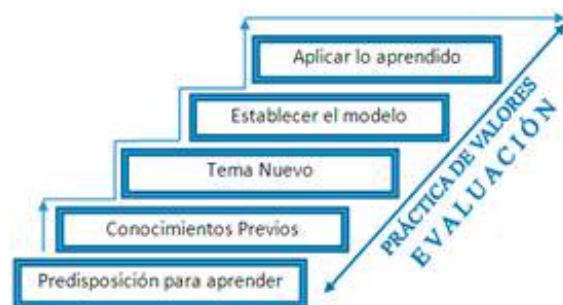 Aplicar lo aprendido
Establecer el modelo
Tema Nuevo
Conocimientos Previos
Predisposición para aprender
PRÁCTICA DE VALORES
EVALUACIÓN